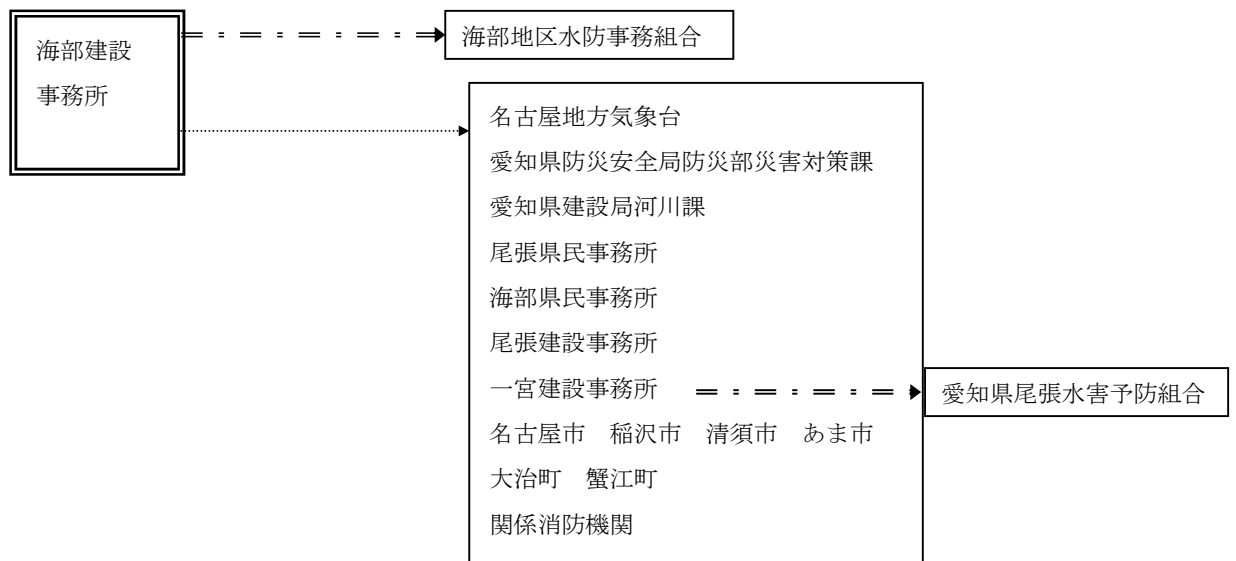 海部建設
事務所
海部地区水防事務組合
名古屋地方気象台
愛知県防災安全局防災部災害対策課
愛知県建設局河川課
尾張県民事務所
海部県民事務所
尾張建設事務所
一宮建設事務所
愛知県尾張水害予防組合
名古屋市　稲沢市　清須市　あま市
大治町　蟹江町
関係消防機関